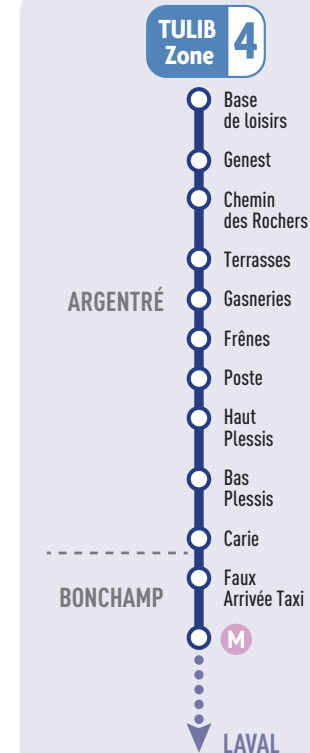 TULIB
Zone
4
Base
de loisirs
Genest
Chemin
des Rochers
Terrasses
ARGENTRÉ
Gasneries
Frênes
Poste
Haut
Plessis
Bas
Plessis
Carie
BONCHAMP
Faux
Arrivée Taxi
M
LAVAL